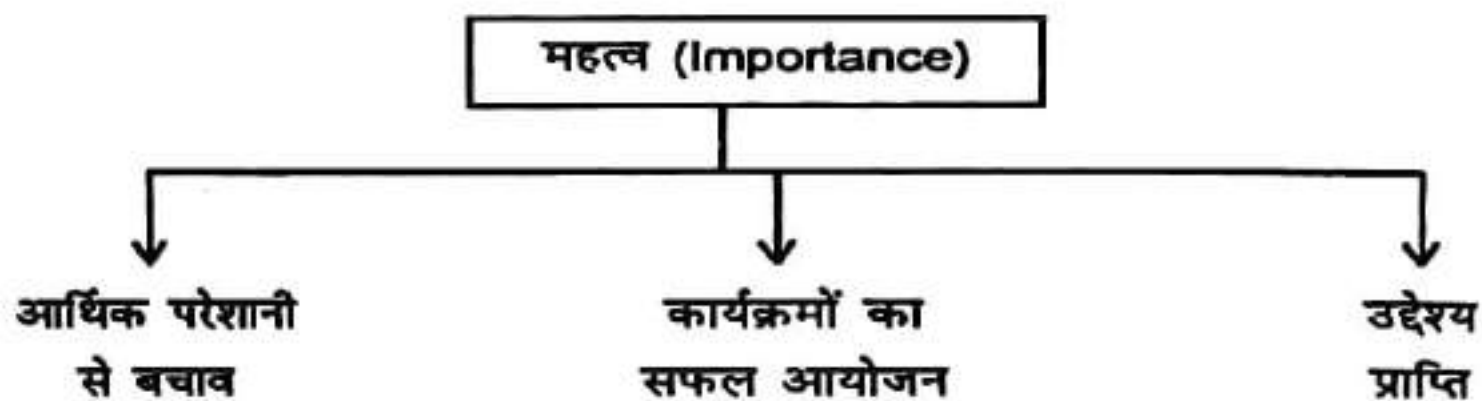 महत्व (Importance)
आर्थिक परेशानी
से बचाव
कार्यक्रमों का
सफल आयोजन
उद्देश्य
प्राप्ति